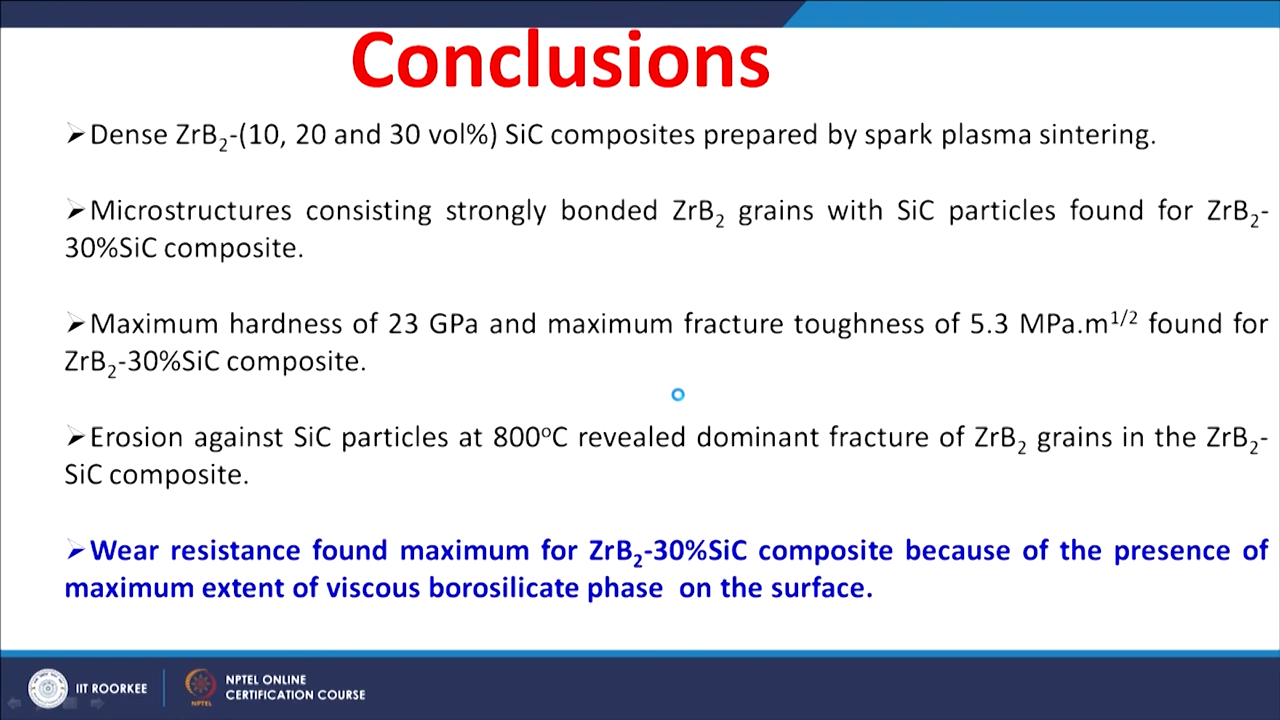 Conclusions
➢Dense ZrB₂-(10, 20 and 30 vol%) SiC composites prepared by spark plasma sintering.
➢Microstructures consisting strongly bonded ZrB₂ grains with SiC particles found for ZrB₂-
30%SiC composite.
➢Maximum hardness of 23 GPa and maximum fracture toughness of 5.3 MPa.m¹/² found for
ZrB₂-30%SiC composite.
➢Erosion against SiC particles at 800°C revealed dominant fracture of ZrB₂ grains in the ZrB₂-
SiC composite.
➢Wear resistance found maximum for ZrB₂-30%SiC composite because of the presence of
maximum extent of viscous borosilicate phase on the surface.
IIT ROORKEE
NPTEL
NPTEL ONLINE
CERTIFICATION COURSE